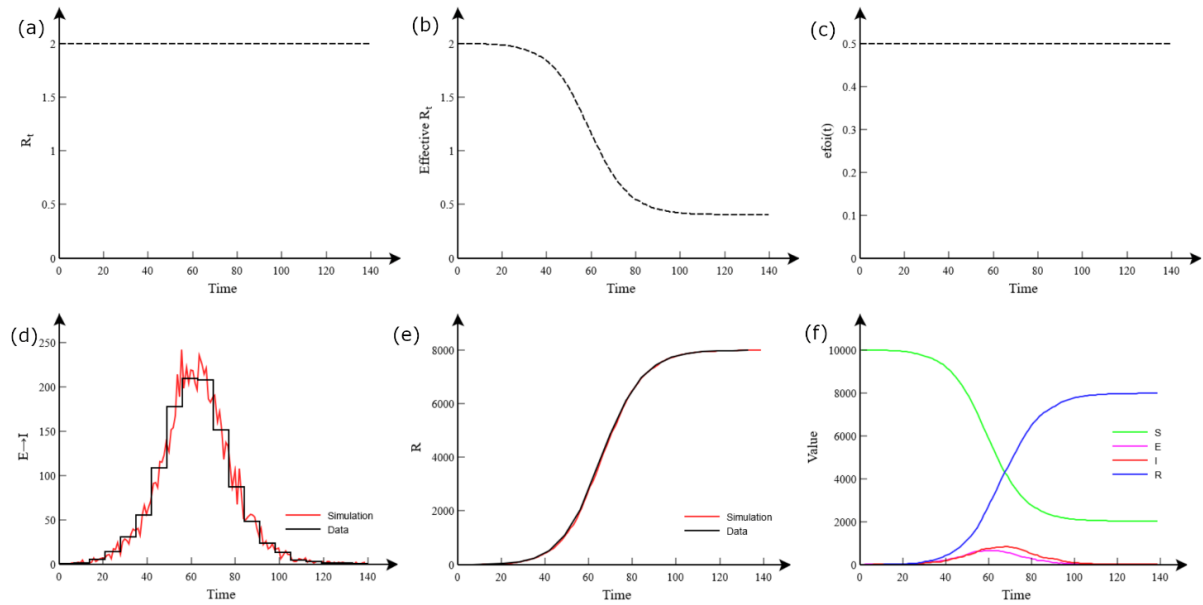 (a)
R_t
2
1.5
1
0.5
0
0 20 40 60 80 100 120 140
Time
(b)
Effective R_t
2
1.5
1
0.5
0
0 20 40 60 80 100 120 140
Time
(c)
efoi(t)
0.5
0.4
0.3
0.2
0.1
0
0 20 40 60 80 100 120 140
Time
(d)
E→I
250
200
150
100
50
0
0 20 40 60 80 100 120 140
Time
Simulation
Data
(e)
R
8000
6000
4000
2000
0
0 20 40 60 80 100 120 140
Time
Simulation
Data
(f)
Value
10000
8000
6000
4000
2000
0
0 20 40 60 80 100 120 140
Time
S
E
I
R